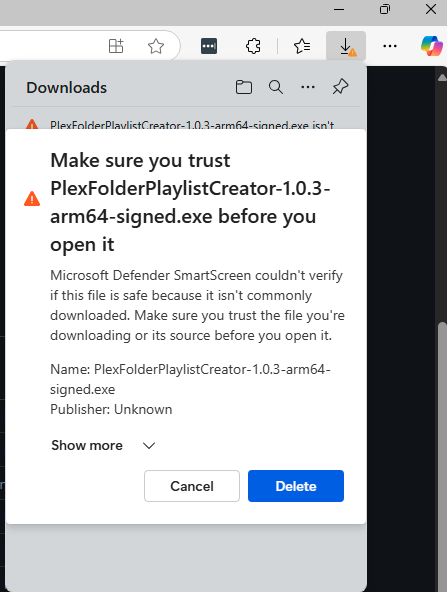 Downloads
PlexFolderPlaylistCreator-1.0.3-arm64-signed.exe isn't
Make sure you trust
PlexFolderPlaylistCreator-1.0.3-
arm64-signed.exe before you
open it
Microsoft Defender SmartScreen couldn't verify
if this file is safe because it isn't commonly
downloaded. Make sure you trust the file you're
downloading or its source before you open it.
Name: PlexFolderPlaylistCreator-1.0.3-arm64-
signed.exe
Publisher: Unknown
Show more
Cancel
Delete